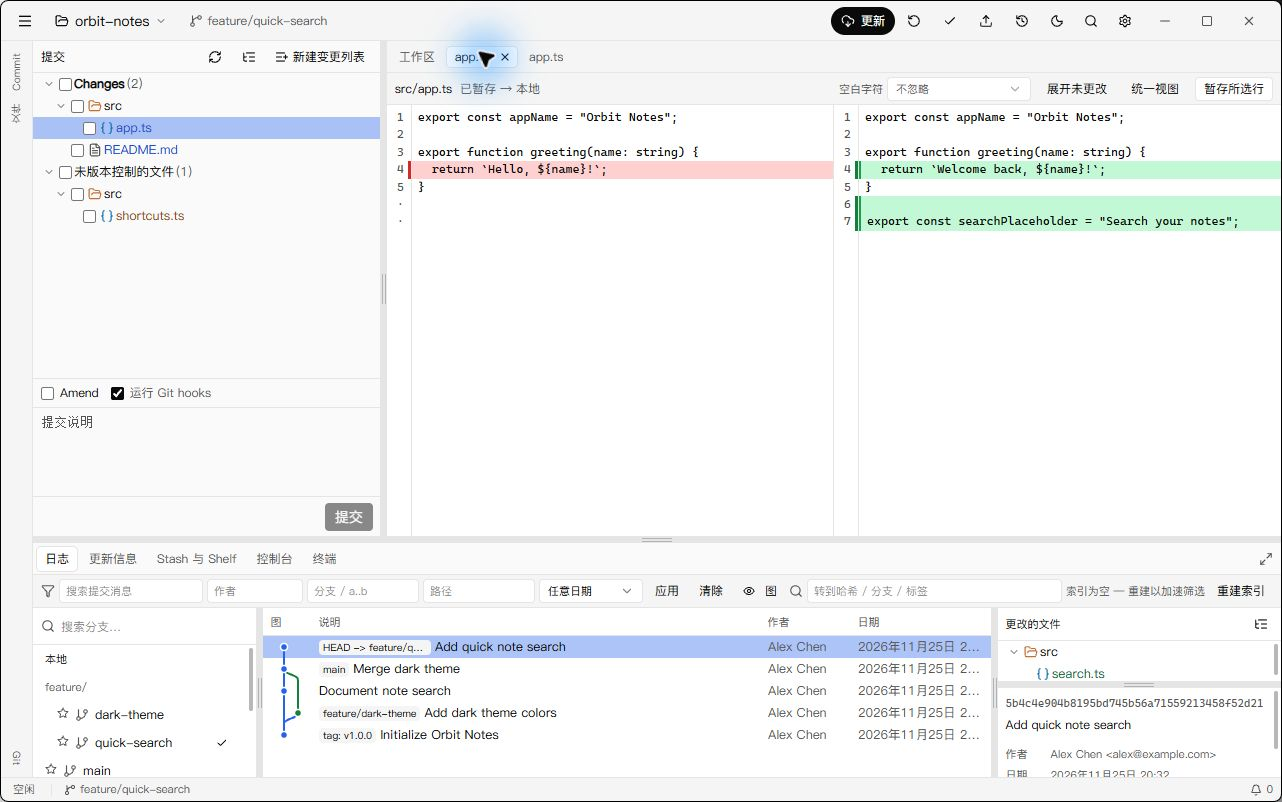 orbit-notes
feature/quick-search
更新
Commit
文件
Git
提交
新建变更列表
Changes (2)
src
{ } app.ts
README.md
未版本控制的文件 (1)
src
{ } shortcuts.ts
Amend
运行 Git hooks
提交说明
提交
工作区
app.
app.ts
src/app.ts 已暂存 → 本地
空白字符
不忽略
展开未更改
统一视图
暂存所选行
1 export const appName = "Orbit Notes";
2
3 export function greeting(name: string) {
4 return `Hello, ${name}!`;
5 }
1 export const appName = "Orbit Notes";
2
3 export function greeting(name: string) {
4 return `Welcome back, ${name}!`;
5 }
6
7 export const searchPlaceholder = "Search your notes";
日志
更新信息
Stash 与 Shelf
控制台
终端
搜索提交消息
作者
分支 / a..b
路径
任意日期
应用
清除
图
转到哈希 / 分支 / 标签
索引为空 — 重建以加速筛选
重建索引
搜索分支...
本地
feature/
dark-theme
quick-search
main
图 说明 作者 日期
HEAD -> feature/q... Add quick note search Alex Chen 2026年11月25日 2...
main Merge dark theme Alex Chen 2026年11月25日 2...
Document note search Alex Chen 2026年11月25日 2...
feature/dark-theme Add dark theme colors Alex Chen 2026年11月25日 2...
tag: v1.0.0 Initialize Orbit Notes Alex Chen 2026年11月25日 2...
更改的文件
src
{ } search.ts
5b4c4e904b8195bd745b56a71559213458f52d21
Add quick note search
作者 Alex Chen <alex@example.com>
日期 2026年11月25日 20:32
空闲
feature/quick-search
0